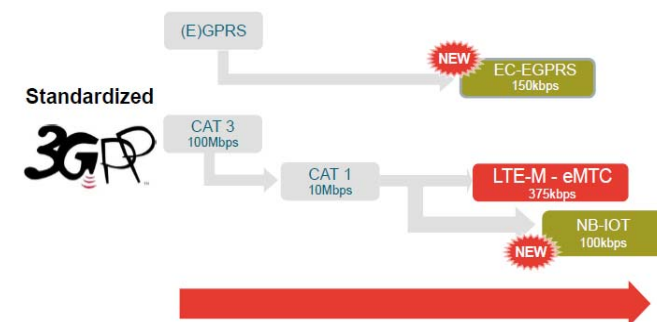 (E)GPRS
NEW
EC-EGPRS
150kbps
Standardized
3GPP
TM
CAT 3
100Mbps
CAT 1
10Mbps
LTE-M - eMTC
375kbps
NB-IOT
100kbps
NEW